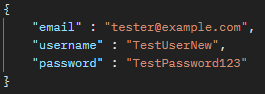 {
"email" : "tester@example.com",
"username" : "TestUserNew",
"password" : "TestPassword123"
}